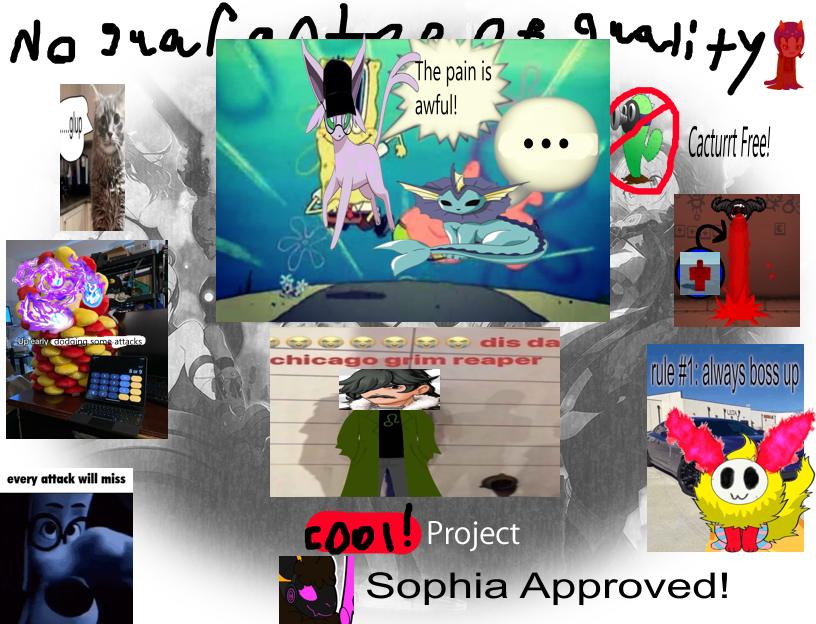 No guarantee of quality
The pain is
awful!
...
.....glup
Cacturrt Free!
Up early dodging some attacks
dis da
chicago grim reaper
rule #1: always boss up
every attack will miss
cool! Project
Sophia Approved!